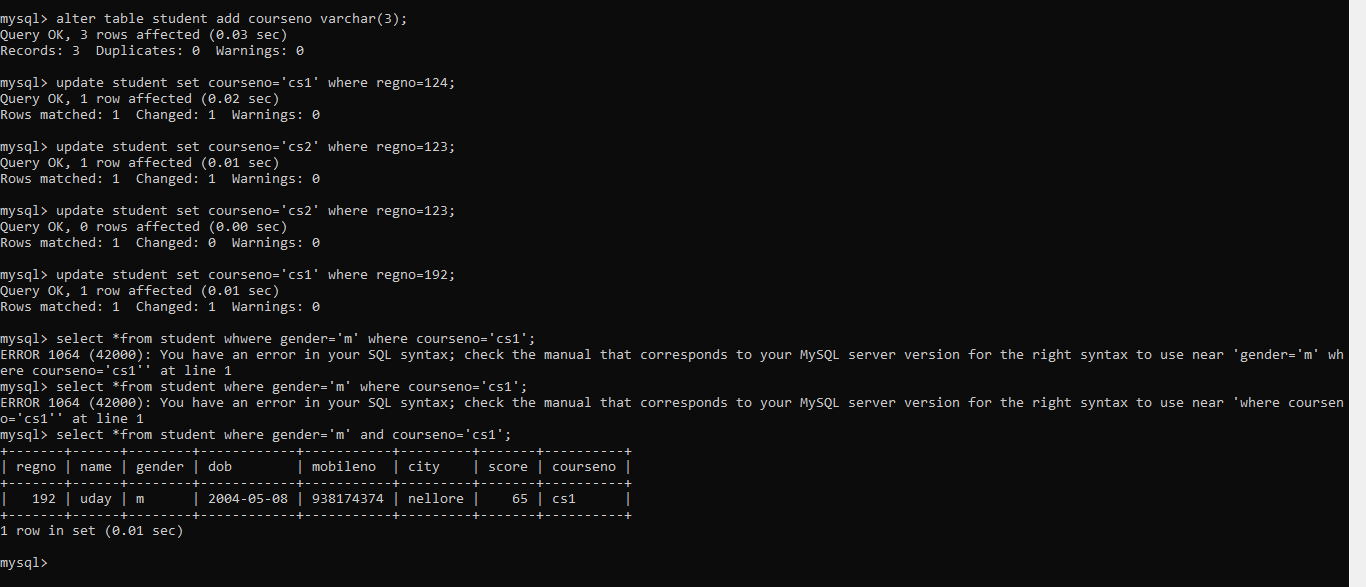 mysql> alter table student add courseno varchar(3);
Query OK, 3 rows affected (0.03 sec)
Records: 3  Duplicates: 0  Warnings: 0

mysql> update student set courseno='cs1' where regno=124;
Query OK, 1 row affected (0.02 sec)
Rows matched: 1  Changed: 1  Warnings: 0

mysql> update student set courseno='cs2' where regno=123;
Query OK, 1 row affected (0.01 sec)
Rows matched: 1  Changed: 1  Warnings: 0

mysql> update student set courseno='cs2' where regno=123;
Query OK, 0 rows affected (0.00 sec)
Rows matched: 1  Changed: 0  Warnings: 0

mysql> update student set courseno='cs1' where regno=192;
Query OK, 1 row affected (0.01 sec)
Rows matched: 1  Changed: 1  Warnings: 0

mysql> select *from student whwere gender='m' where courseno='cs1';
ERROR 1064 (42000): You have an error in your SQL syntax; check the manual that corresponds to your MySQL server version for the right syntax to use near 'gender='m' wh
ere courseno='cs1'' at line 1
mysql> select *from student where gender='m' where courseno='cs1';
ERROR 1064 (42000): You have an error in your SQL syntax; check the manual that corresponds to your MySQL server version for the right syntax to use near 'where coursen
o='cs1'' at line 1
mysql> select *from student where gender='m' and courseno='cs1';
+-------+------+--------+------------+-----------+---------+-------+----------+
| regno | name | gender | dob        | mobileno  | city    | score | courseno |
+-------+------+--------+------------+-----------+---------+-------+----------+
|   192 | uday | m      | 2004-05-08 | 938174374 | nellore |    65 | cs1      |
+-------+------+--------+------------+-----------+---------+-------+----------+
1 row in set (0.01 sec)

mysql>